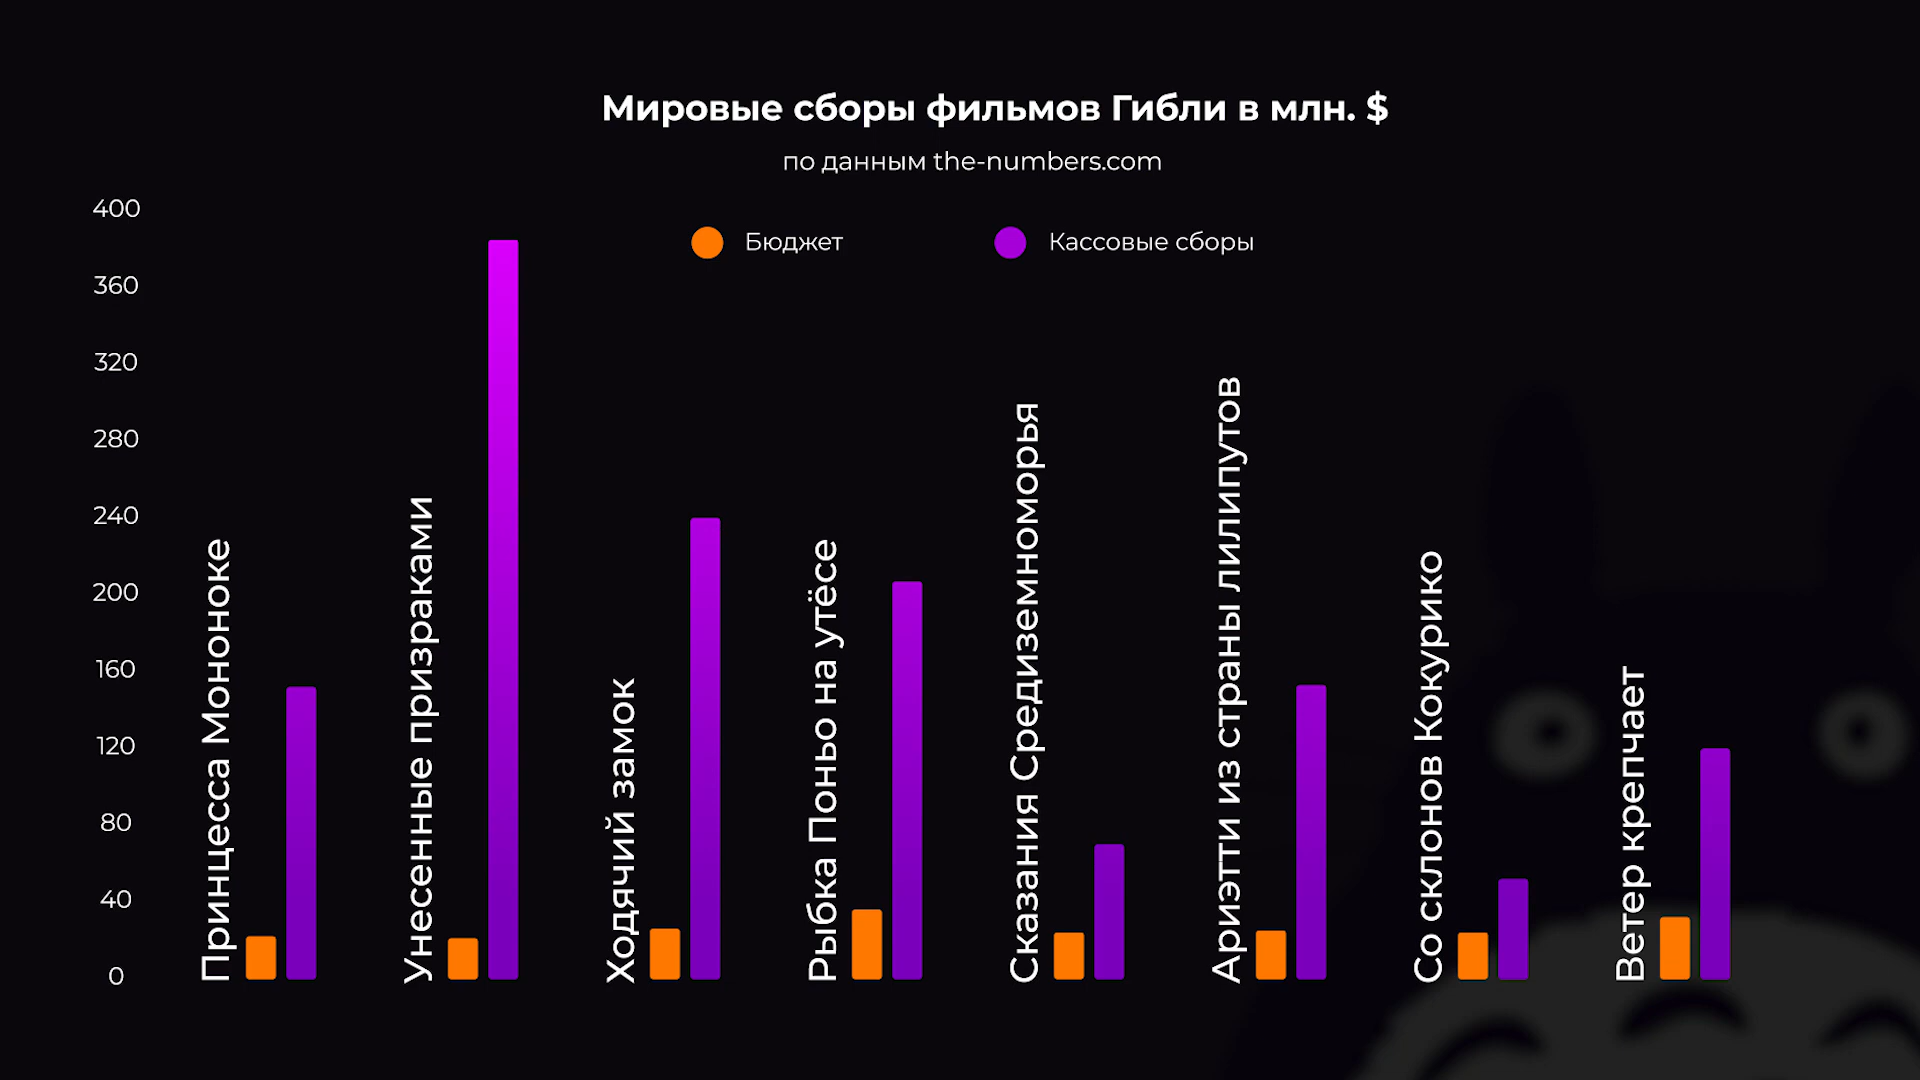 Мировые сборы фильмов Гибли в млн. $
по данным the-numbers.com
Бюджет
Кассовые сборы
400
360
320
280
240
200
160
120
80
40
0
Принцесса Мононоке
Унесенные призраками
Ходячий замок
Рыбка Поньо на утёсе
Сказания Средиземноморья
Ариэтти из страны лилипутов
Со склонов Кокурико
Ветер крепчает